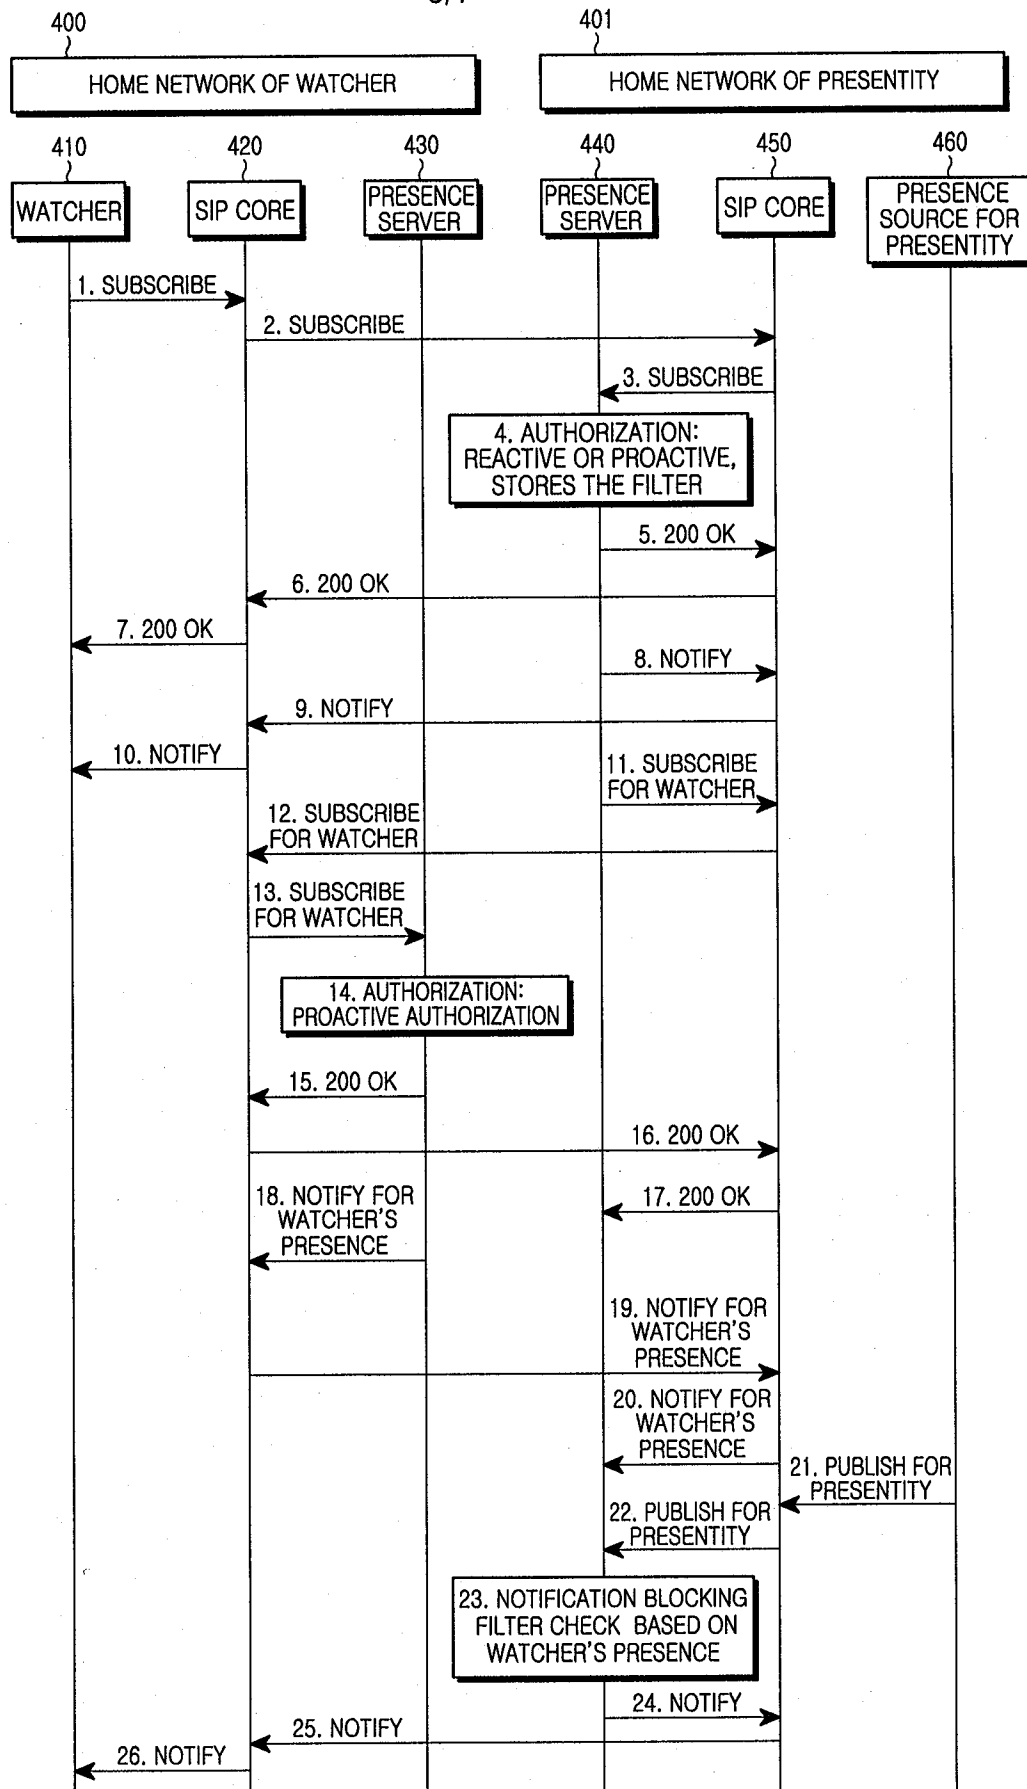 400
401
HOME NETWORK OF WATCHER
HOME NETWORK OF PRESENTITY
410
420
430
440
450
460
WATCHER
SIP CORE
PRESENCE
SERVER
PRESENCE
SERVER
SIP CORE
PRESENCE
SOURCE FOR
PRESENTITY
1. SUBSCRIBE
2. SUBSCRIBE
3. SUBSCRIBE
4. AUTHORIZATION:
REACTIVE OR PROACTIVE,
STORES THE FILTER
5. 200 OK
6. 200 OK
7. 200 OK
8. NOTIFY
9. NOTIFY
10. NOTIFY
11. SUBSCRIBE
FOR WATCHER
12. SUBSCRIBE
FOR WATCHER
13. SUBSCRIBE
FOR WATCHER
14. AUTHORIZATION:
PROACTIVE AUTHORIZATION
15. 200 OK
16. 200 OK
17. 200 OK
18. NOTIFY FOR
WATCHER'S
PRESENCE
19. NOTIFY FOR
WATCHER'S
PRESENCE
20. NOTIFY FOR
WATCHER'S
PRESENCE
21. PUBLISH FOR
PRESENTITY
22. PUBLISH FOR
PRESENTITY
23. NOTIFICATION BLOCKING
FILTER CHECK BASED ON
WATCHER'S PRESENCE
24. NOTIFY
25. NOTIFY
26. NOTIFY